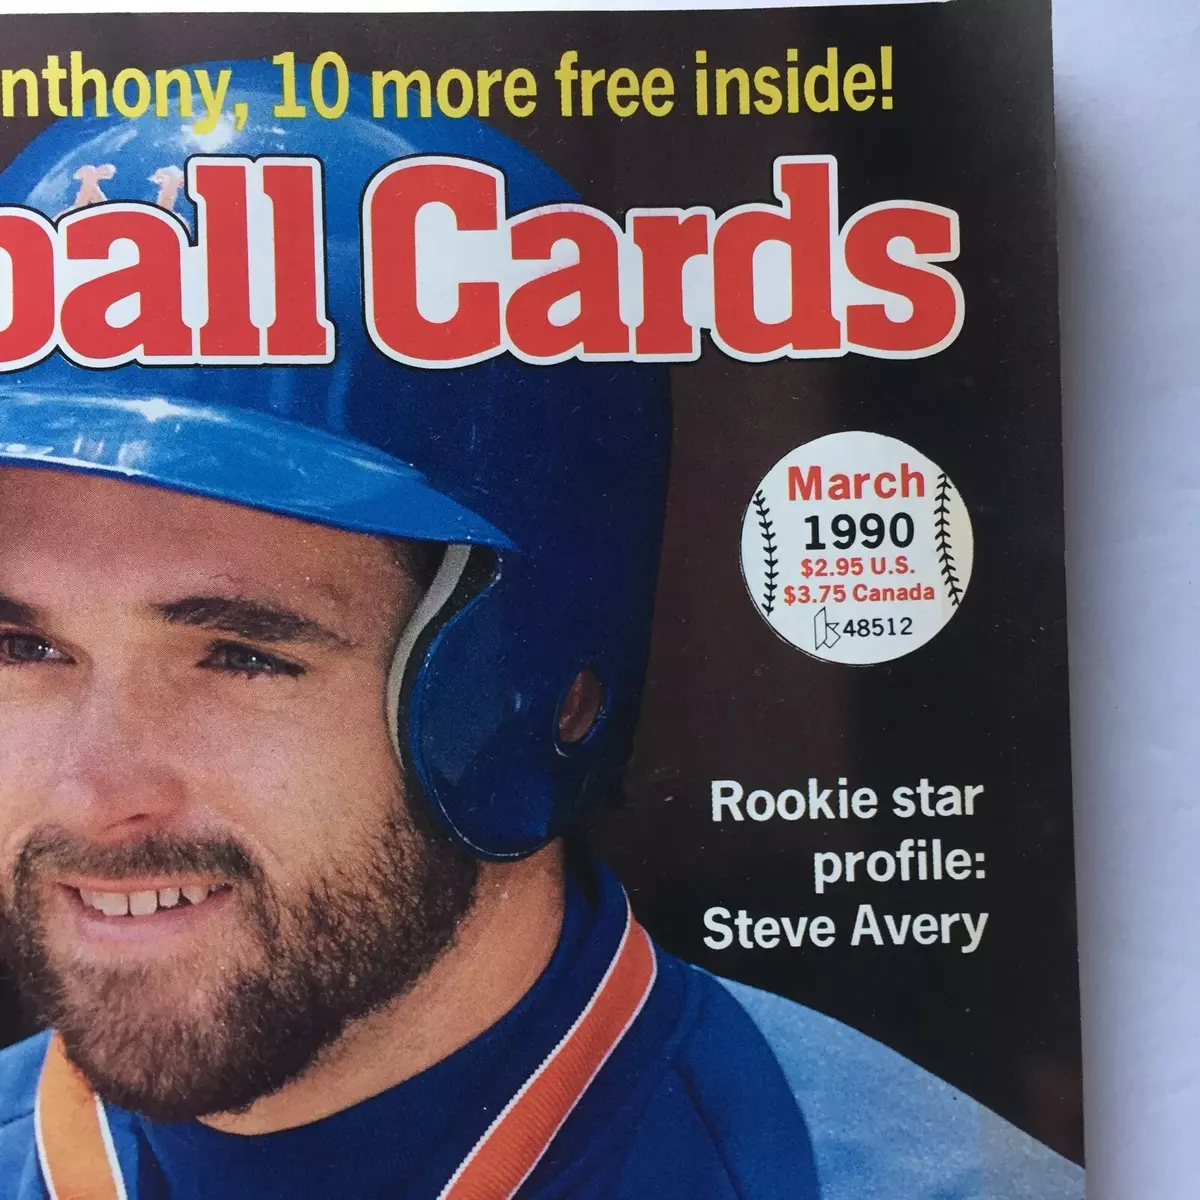 nthony, 10 more free inside!
ball Cards
March
1990
$2.95 U.S.
$3.75 Canada
48512
Rookie star
profile:
Steve Avery